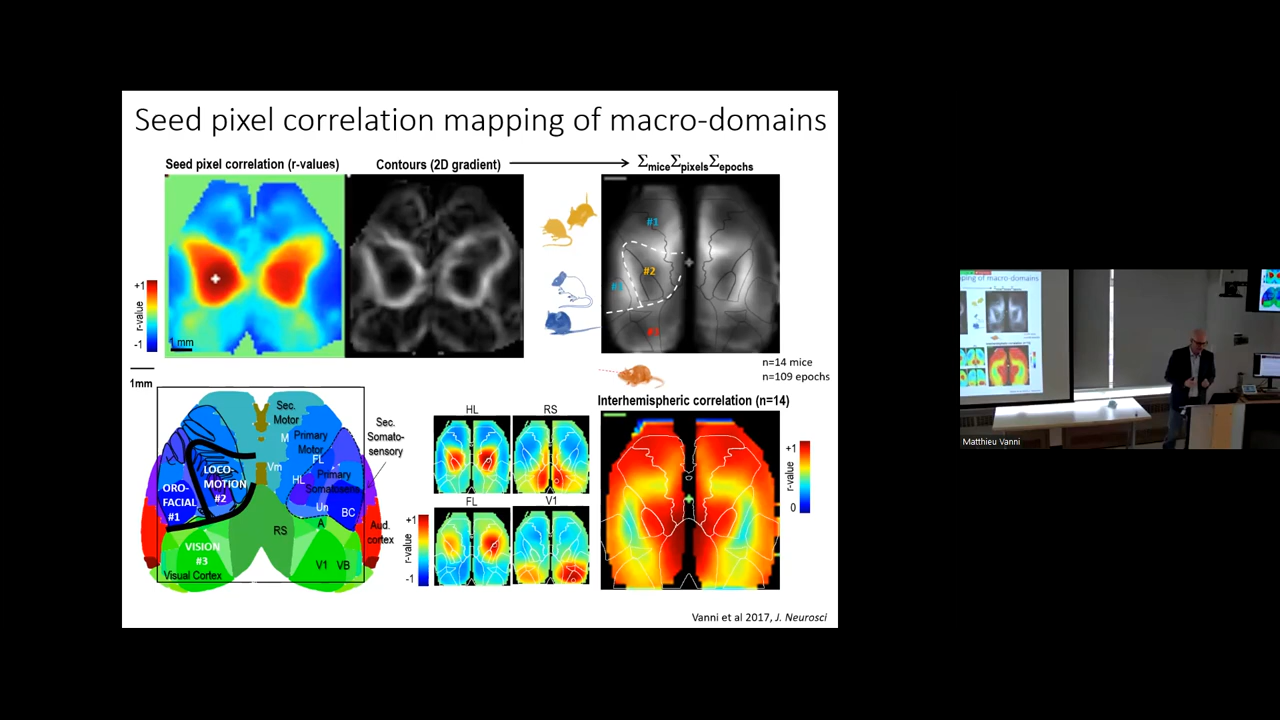 Seed pixel correlation mapping of macro-domains
Seed pixel correlation (r-values)
Contours (2D gradient)
Σmice Σpixels Σepochs
+1
r-value
-1
1 mm
#1
#2
#3
n=14 mice
n=109 epochs
1mm
Sec.
Motor
M
Primary
Motor
FL
Vm
HL
Primary
Un
BC
A
RS
V1
VB
Sec.
Somato-
sensory
Aud.
cortex
LOCO-
MOTION
#2
ORO-
FACIAL
#1
VISION
#3
Visual Cortex
HL
RS
FL
V1
+1
r-value
-1
Interhemispheric correlation (n=14)
+1
r-value
0
Vanni et al 2017, J. Neurosci
Matthieu Vanni